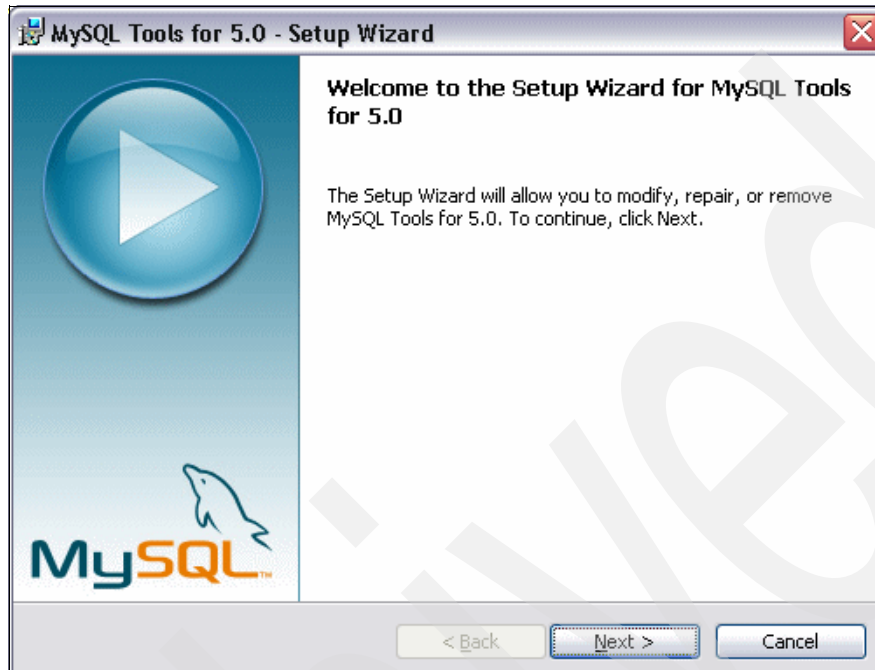 MySQL Tools for 5.0 - Setup Wizard
Welcome to the Setup Wizard for MySQL Tools
for 5.0
The Setup Wizard will allow you to modify, repair, or remove
MySQL Tools for 5.0. To continue, click Next.
MySQL
< Back
Next >
Cancel